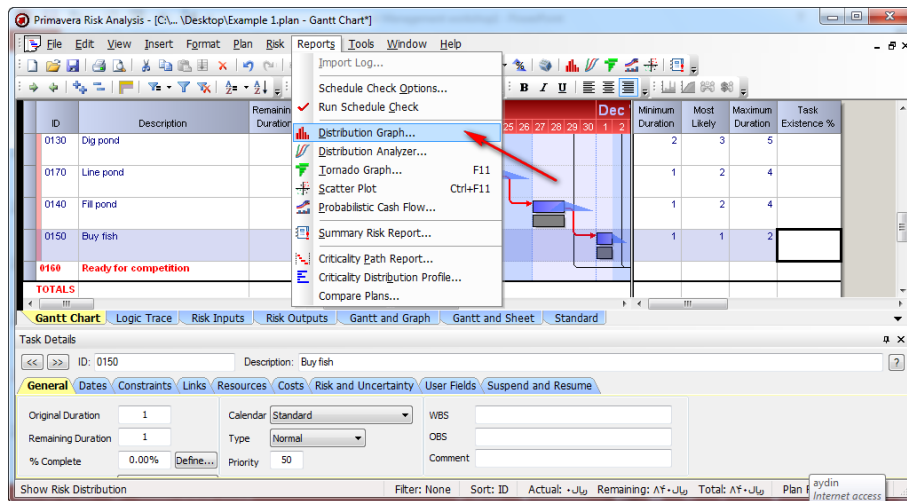 Primavera Risk Analysis - [C:\... \Desktop\Example 1.plan - Gantt Chart*]
File Edit View Insert Format Plan Risk Reports Tools Window Help
Import Log...
Schedule Check Options...
Run Schedule Check
Distribution Graph...
Distribution Analyzer...
Tornado Graph... F11
Scatter Plot Ctrl+F11
Probabilistic Cash Flow...
Summary Risk Report...
Criticality Path Report...
Criticality Distribution Profile...
Compare Plans...
B I U
ID Description Remainin Duration Dec ' Minimum Duration Most Likely Maximum Duration Task Existence %
25 26 27 28 29 30 1 2
0130 Dig pond 2 3 5
0170 Line pond 1 2 4
0140 Fill pond 1 2 4
0150 Buy fish 1 1 2
0160 Ready for competition
TOTALS
Gantt Chart Logic Trace Risk Inputs Risk Outputs Gantt and Graph Gantt and Sheet Standard
Task Details
<< >> ID: 0150 Description: Buy fish ?
General Dates Constraints Links Resources Costs Risk and Uncertainty User Fields Suspend and Resume
Original Duration 1 Calendar Standard WBS
Remaining Duration 1 Type Normal OBS
% Complete 0.00% Define... Priority 50 Comment
Show Risk Distribution Filter: None Sort: ID Actual: ۰ریال Remaining: ۸۴۰ریال Total: ۸۴۰ریال Plan
aydin
Internet access